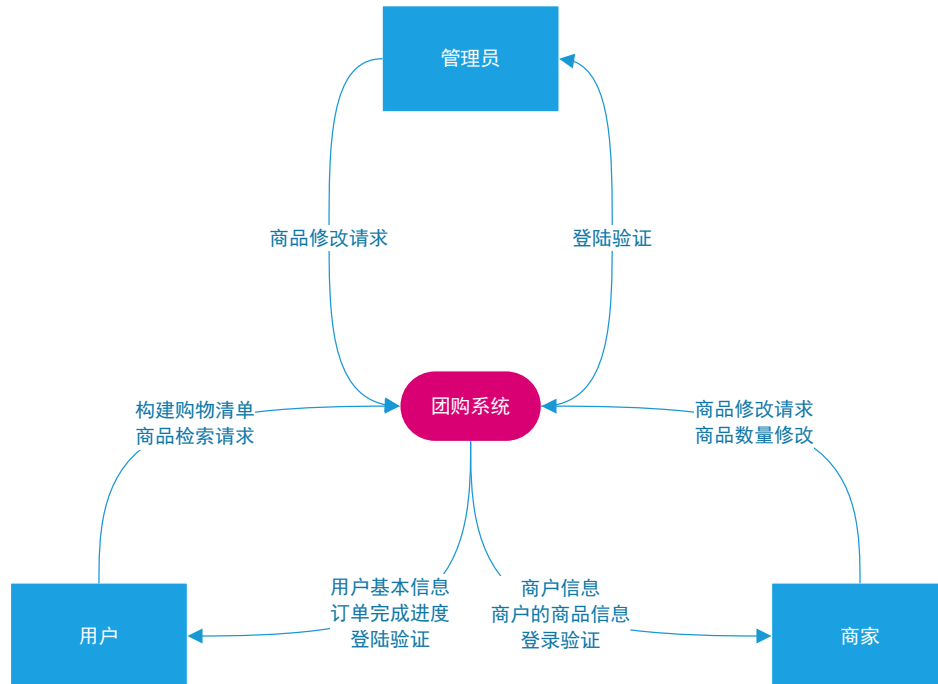 管理员
商品修改请求
登陆验证
团购系统
构建购物清单
商品检索请求
商品修改请求
商品数量修改
用户基本信息
订单完成进度
登陆验证
商户信息
商户的商品信息
登录验证
用户
商家